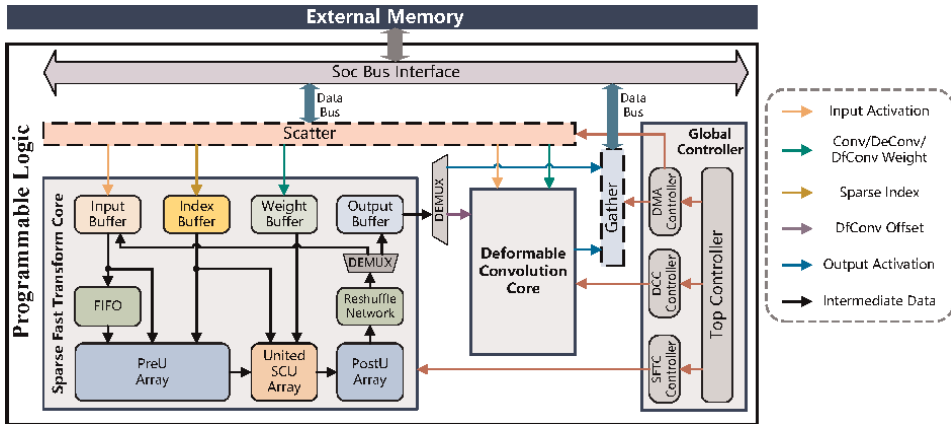 External Memory
Soc Bus Interface
Data
Bus
Data
Bus
Programmable Logic
Scatter
Global
Controller
Input Activation
Conv/DeConv/
DfConv Weight
Sparse Index
DfConv Offset
Output Activation
Intermediate Data
Sparse Fast Transform Core
Input
Buffer
Index
Buffer
Weight
Buffer
Output
Buffer
DEMUX
DEMUX
FIFO
Reshuffle
Network
PreU
Array
United
SCU
Array
PostU
Array
Deformable
Convolution
Core
Gather
DMA
Controller
DCC
Controller
SFTC
Controller
Top Controller